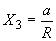 X₃ = a/R